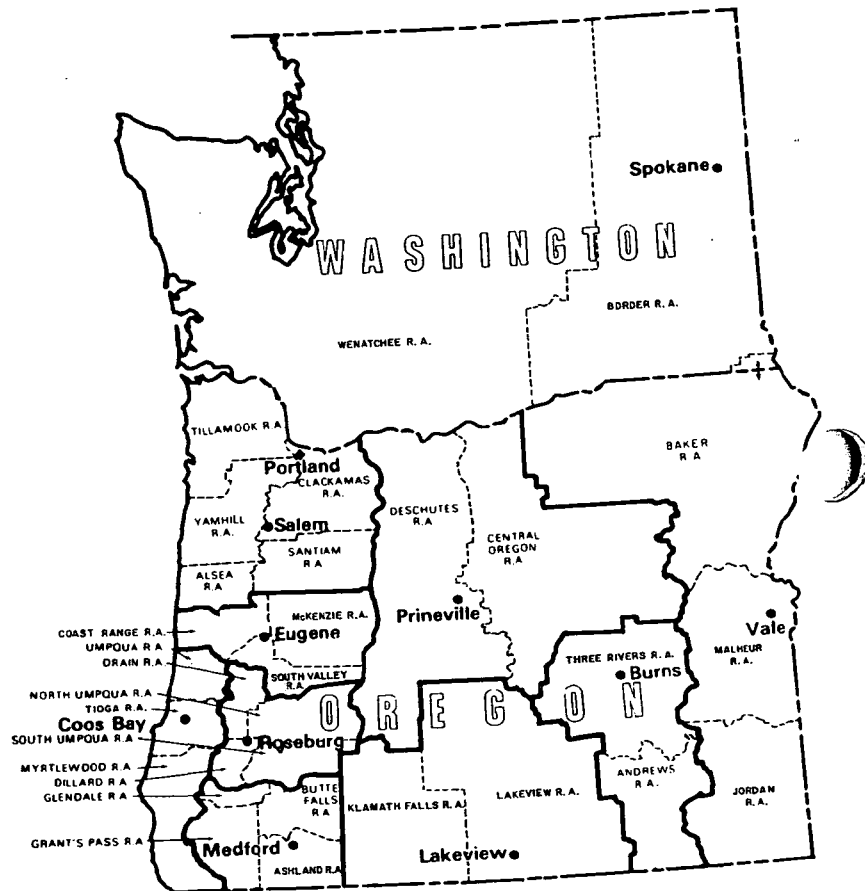 Spokane
WASHINGTON
BORDER R.A.
WENATCHEE R.A.
TILLAMOOK R.A
BAKER
R A
Portland
CLACKAMAS
R.A.
DESCHUTES
R.A
YAMHILL
R.A.
Salem
CENTRAL
OREGON
R.A
SANTIAM
R A
ALSEA
R.A
Prineville
McKENZIE R.A.
Vale
COAST RANGE R.A.
Eugene
UMPQUA R.A
MALHEUR
R.A.
THREE RIVERS R.A.
DRAIN R.A.
SOUTH VALLEY
R.A
Burns
NORTH UMPQUA R.A
TIOGA R.A.
OREGON
Coos Bay
SOUTH UMPQUA R.A
Roseburg
MYRTLEWOOD R.A
DILLARD R.A
GLENDALE R.A
BUTTE
FALLS
R.A
KLAMATH FALLS R.A.
LAKEVIEW R.A.
ANDREWS
R.A.
JORDAN
R.A.
GRANT'S PASS R.A
Medford
ASHLAND R.A
Lakeview